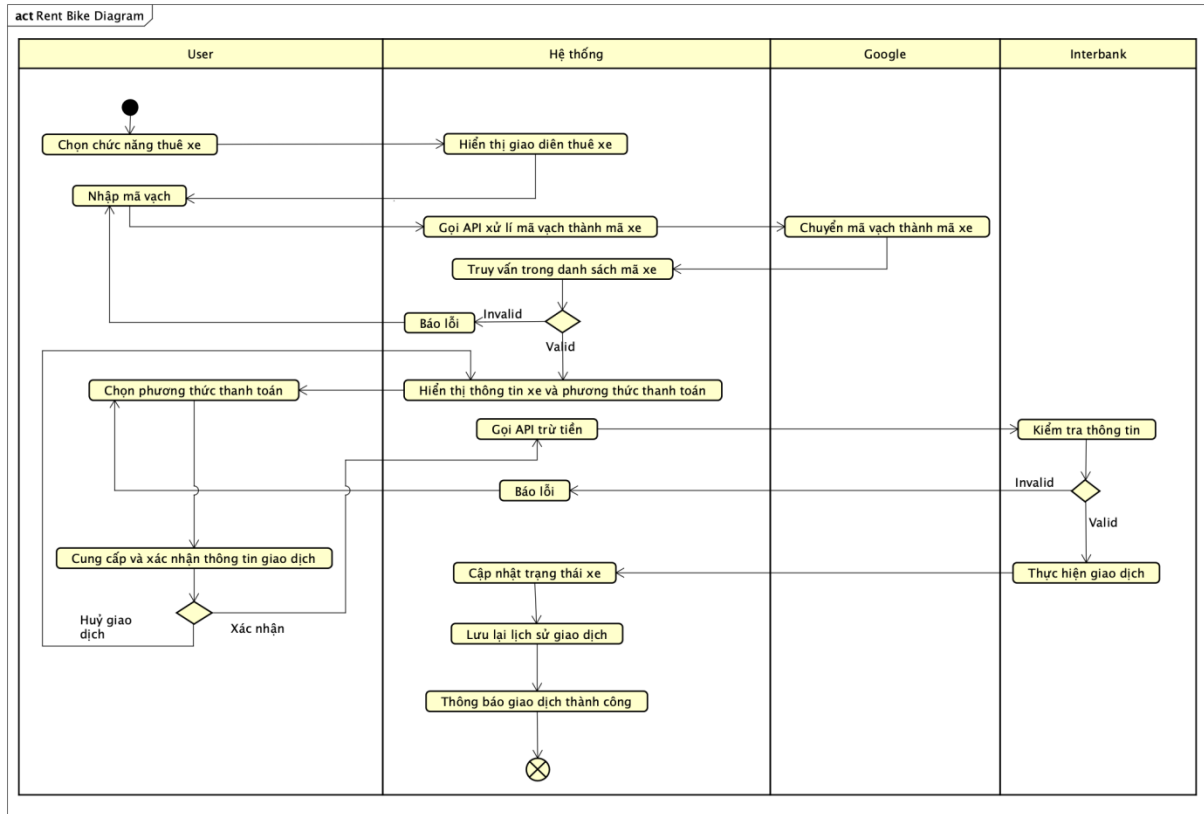 act Rent Bike Diagram
User
Hệ thống
Google
Interbank
Chọn chức năng thuê xe
Hiển thị giao diên thuê xe
Nhập mã vạch
Gọi API xử lí mã vạch thành mã xe
Chuyển mã vạch thành mã xe
Truy vấn trong danh sách mã xe
Báo lỗi
Invalid
Valid
Chọn phương thức thanh toán
Hiển thị thông tin xe và phương thức thanh toán
Gọi API trừ tiền
Kiểm tra thông tin
Báo lỗi
Invalid
Valid
Cung cấp và xác nhận thông tin giao dịch
Cập nhật trạng thái xe
Thực hiện giao dịch
Huỷ giao
dịch
Xác nhận
Lưu lại lịch sử giao dịch
Thông báo giao dịch thành công